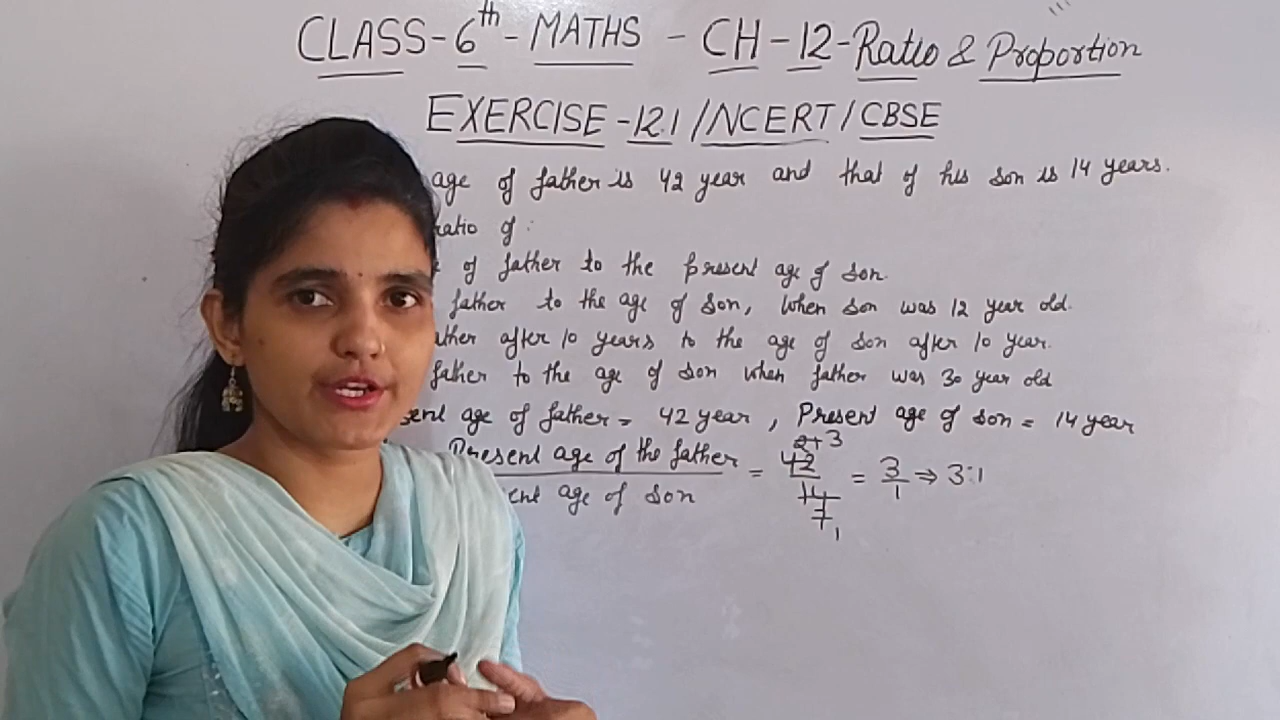 CLASS-6th-MATHS - CH-12-Ratio & Proportion
EXERCISE-12.1/NCERT/CBSE
age of father is 42 year and that of his son is 14 years.
ratio of :
of father to the present age of son.
father to the age of son, when son was 12 year old.
after 10 years to the age of son after 10 year.
father to the age of son when father was 30 year old
age of father = 42 year, Present age of son = 14 year
Present age of the father / age of son = 42/14 = 3/1 ⇒ 3:1
21 3
7 1